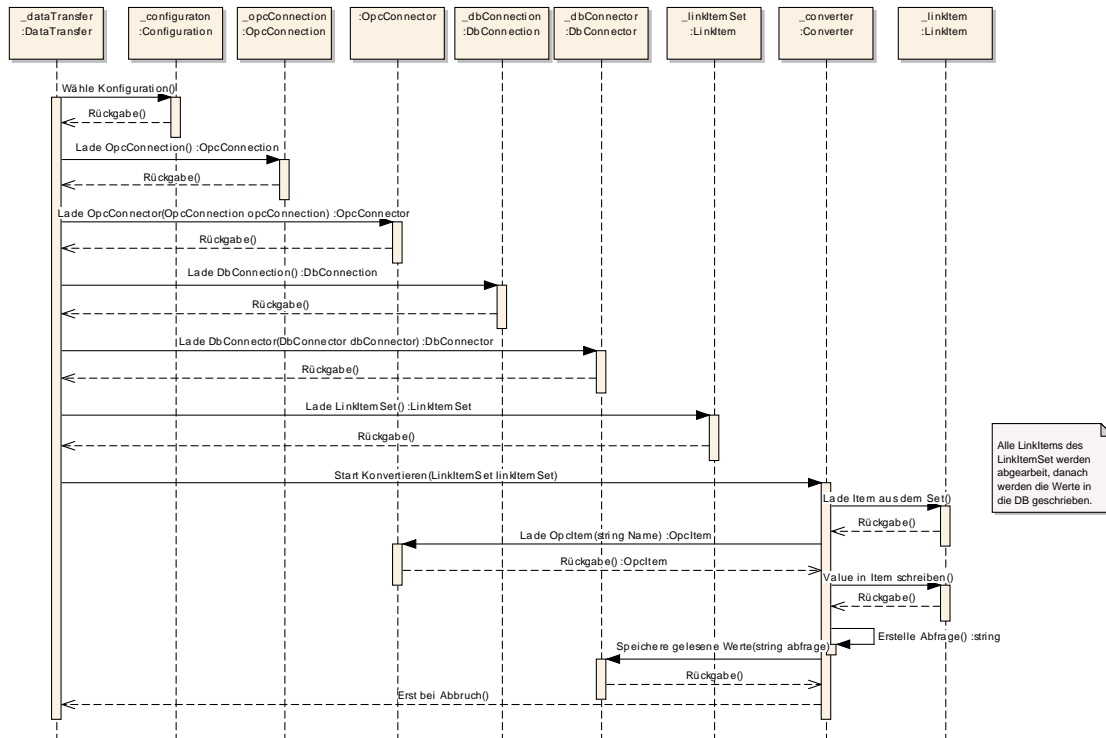 _dataTransfer
:DataTransfer
_configuraton
:Configuration
_opcConnection
:OpcConnection
:OpcConnector
_dbConnection
:DbConnection
_dbConnector
:DbConnector
_linkItemSet
:LinkItem
_converter
:Converter
_linkItem
:LinkItem
Wähle Konfiguration()
Rückgabe()
Lade OpcConnection() :OpcConnection
Rückgabe()
Lade OpcConnector(OpcConnection opcConnection) :OpcConnector
Rückgabe()
Lade DbConnection() :DbConnection
Rückgabe()
Lade DbConnector(DbConnector dbConnector) :DbConnector
Rückgabe()
Lade LinkItemSet() :LinkItemSet
Rückgabe()
Alle LinkItems des
LinkItemSet werden
abgearbeit, danach
werden die Werte in
die DB geschrieben.
Start Konvertieren(LinkItemSet linkItemSet)
Lade Item aus dem Set()
Rückgabe()
Lade OpcItem(string Name) :OpcItem
Rückgabe() :OpcItem
Value in Item schreiben()
Rückgabe()
Erstelle Abfrage() :string
Speichere gelesene Werte(string abfrage)
Rückgabe()
Erst bei Abbruch()